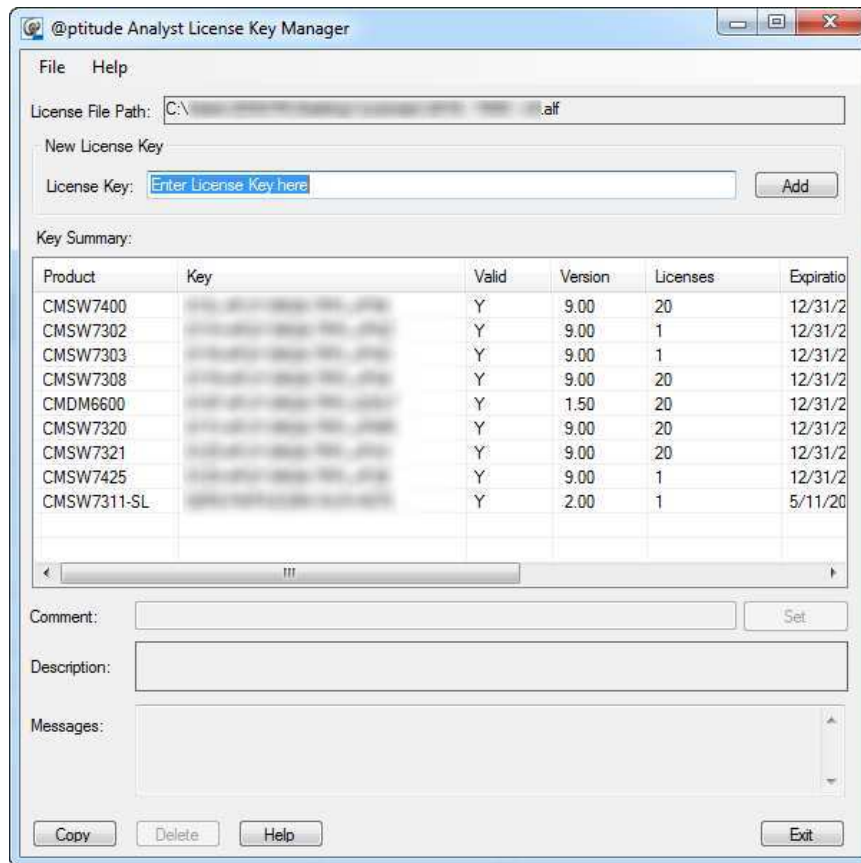 @ptitude Analyst License Key Manager
File Help
License File Path: C:\ .alf
New License Key
License Key: Enter License Key here Add
Key Summary:
Product Key Valid Version Licenses Expiratio
CMSW7400 Y 9.00 20 12/31/2
CMSW7302 Y 9.00 1 12/31/2
CMSW7303 Y 9.00 1 12/31/2
CMSW7308 Y 9.00 20 12/31/2
CMDM6600 Y 1.50 20 12/31/2
CMSW7320 Y 9.00 20 12/31/2
CMSW7321 Y 9.00 20 12/31/2
CMSW7425 Y 9.00 1 12/31/2
CMSW7311-SL Y 2.00 1 5/11/20
Comment: Set
Description:
Messages:
Copy Delete Help Exit